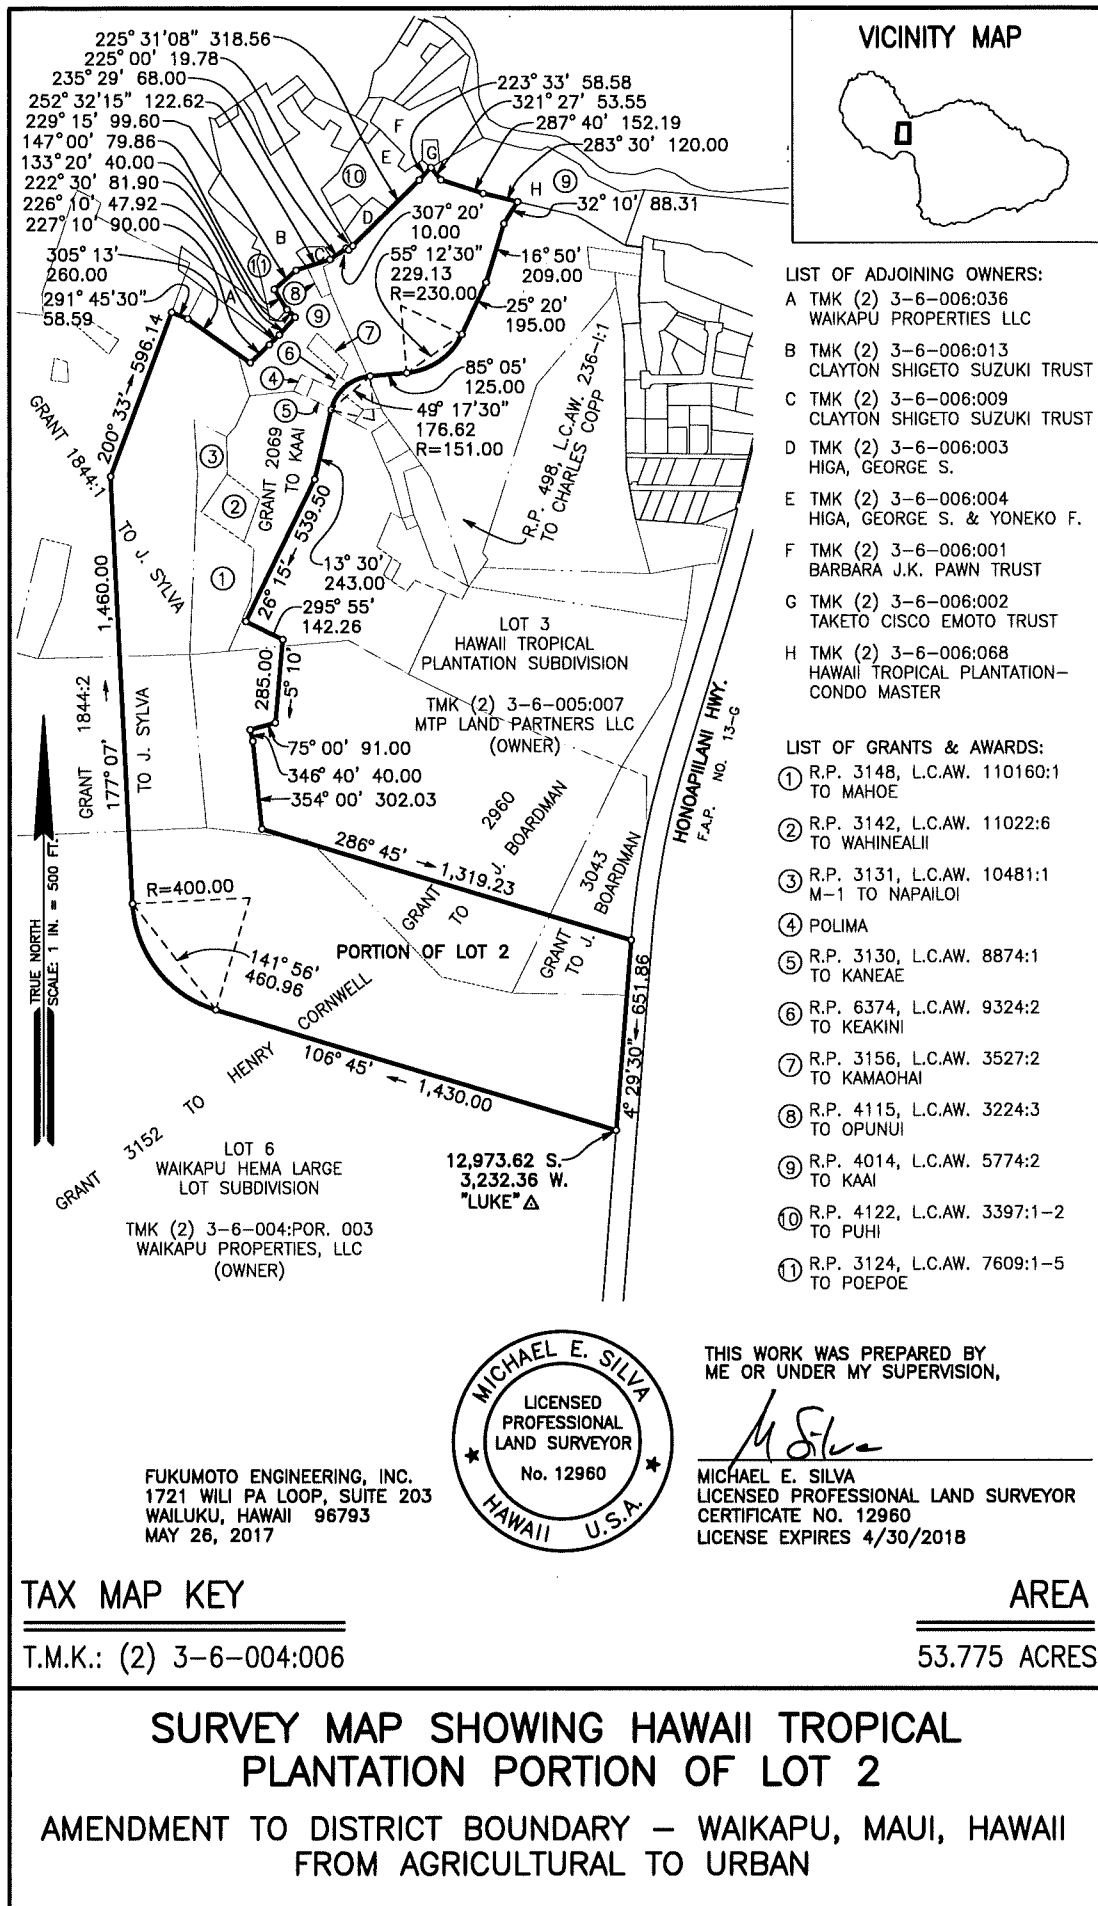 VICINITY MAP
225° 31'08" 318.56
225° 00' 19.78
235° 29' 68.00
252° 32'15" 122.62
229° 15' 99.60
147° 00' 79.86
133° 20' 40.00
222° 30' 81.90
226° 10' 47.92
227° 10' 90.00
305° 13'
260.00
291° 45'30"
58.59
223° 33' 58.58
321° 27' 53.55
287° 40' 152.19
283° 30' 120.00
32° 10' 88.31
307° 20'
10.00
55° 12'30"
229.13
R=230.00
16° 50'
209.00
25° 20'
195.00
85° 05'
125.00
49° 17'30"
176.62
R=151.00
A
B
C
D
E
F
G
H
9
10
11
8
9
7
6
4
5
3
2
1
200° 33' 596.14
GRANT 1844:1
TO J. SYLVA
GRANT 2069
TO KAAI
R.P. 498, L.C.AW. 236-I:1
TO CHARLES COPP
26° 15' 539.50
13° 30'
243.00
295° 55'
142.26
285.00 5° 10'
75° 00' 91.00
346° 40' 40.00
354° 00' 302.03
LOT 3
HAWAII TROPICAL
PLANTATION SUBDIVISION
TMK (2) 3-6-005:007
MTP LAND PARTNERS LLC
(OWNER)
1,460.00
177° 07'
GRANT 1844:2
TO J. SYLVA
HONOAPIILANI HWY.
F.A.P. NO. 13-G
286° 45' 1,319.23
GRANT 2960
TO J. BOARDMAN
GRANT 3043
TO J. BOARDMAN
R=400.00
141° 56'
460.96
PORTION OF LOT 2
106° 45' 1,430.00
4° 29'30" 651.86
GRANT 3152 TO HENRY CORNWELL
TRUE NORTH
SCALE: 1 IN. = 500 FT.
LOT 6
WAIKAPU HEMA LARGE
LOT SUBDIVISION
TMK (2) 3-6-004:POR. 003
WAIKAPU PROPERTIES, LLC
(OWNER)
12,973.62 S.
3,232.36 W.
"LUKE"
LIST OF ADJOINING OWNERS:
A TMK (2) 3-6-006:036
WAIKAPU PROPERTIES LLC
B TMK (2) 3-6-006:013
CLAYTON SHIGETO SUZUKI TRUST
C TMK (2) 3-6-006:009
CLAYTON SHIGETO SUZUKI TRUST
D TMK (2) 3-6-006:003
HIGA, GEORGE S.
E TMK (2) 3-6-006:004
HIGA, GEORGE S. & YONEKO F.
F TMK (2) 3-6-006:001
BARBARA J.K. PAWN TRUST
G TMK (2) 3-6-006:002
TAKETO CISCO EMOTO TRUST
H TMK (2) 3-6-006:068
HAWAII TROPICAL PLANTATION-
CONDO MASTER
LIST OF GRANTS & AWARDS:
1 R.P. 3148, L.C.AW. 110160:1
TO MAHOE
2 R.P. 3142, L.C.AW. 11022:6
TO WAHINEALII
3 R.P. 3131, L.C.AW. 10481:1
M-1 TO NAPAILOI
4 POLIMA
5 R.P. 3130, L.C.AW. 8874:1
TO KANEAE
6 R.P. 6374, L.C.AW. 9324:2
TO KEAKINI
7 R.P. 3156, L.C.AW. 3527:2
TO KAMAOHAI
8 R.P. 4115, L.C.AW. 3224:3
TO OPUNUI
9 R.P. 4014, L.C.AW. 5774:2
TO KAAI
10 R.P. 4122, L.C.AW. 3397:1-2
TO PUHI
11 R.P. 3124, L.C.AW. 7609:1-5
TO POEPOE
MICHAEL E. SILVA
LICENSED
PROFESSIONAL
LAND SURVEYOR
No. 12960
HAWAII U.S.A.
THIS WORK WAS PREPARED BY
ME OR UNDER MY SUPERVISION,
M Silva
MICHAEL E. SILVA
LICENSED PROFESSIONAL LAND SURVEYOR
CERTIFICATE NO. 12960
LICENSE EXPIRES 4/30/2018
FUKUMOTO ENGINEERING, INC.
1721 WILI PA LOOP, SUITE 203
WAILUKU, HAWAII 96793
MAY 26, 2017
TAX MAP KEY
T.M.K.: (2) 3-6-004:006
AREA
53.775 ACRES
SURVEY MAP SHOWING HAWAII TROPICAL
PLANTATION PORTION OF LOT 2
AMENDMENT TO DISTRICT BOUNDARY - WAIKAPU, MAUI, HAWAII
FROM AGRICULTURAL TO URBAN